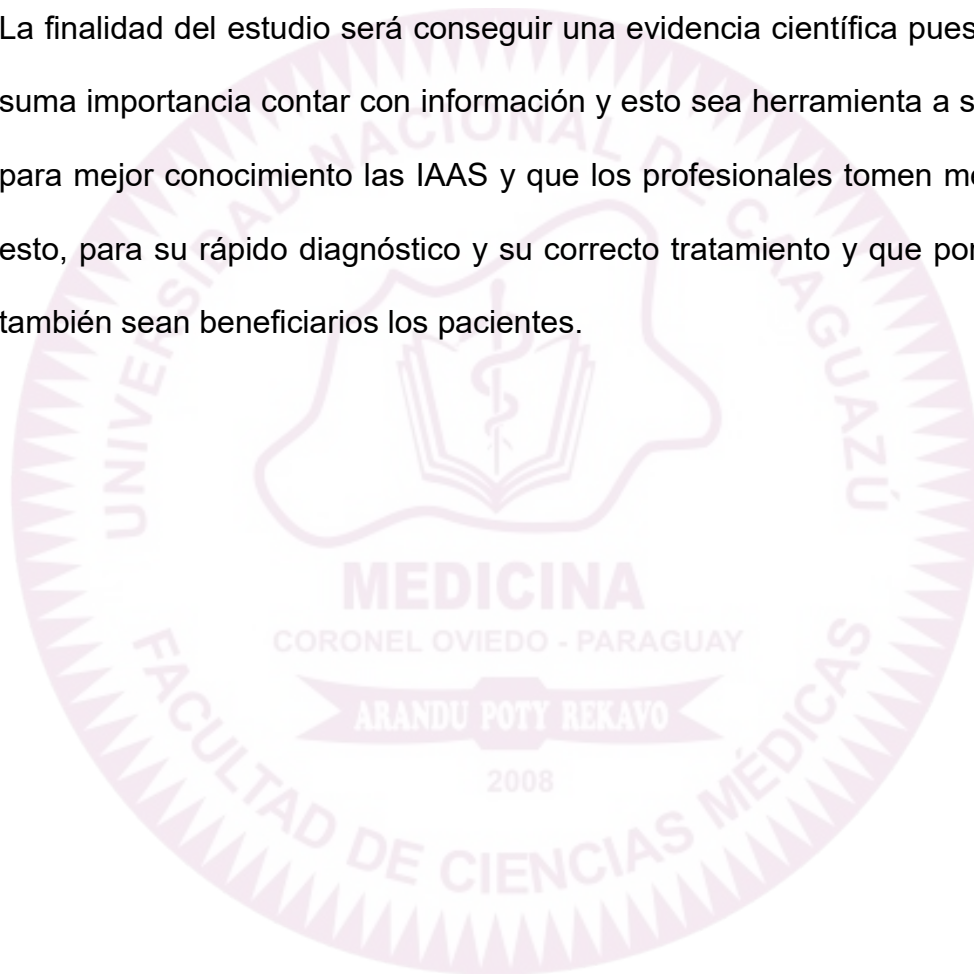 La finalidad del estudio será conseguir una evidencia científica pues
suma importancia contar con información y esto sea herramienta a s
para mejor conocimiento las IAAS y que los profesionales tomen me
esto, para su rápido diagnóstico y su correcto tratamiento y que por
también sean beneficiarios los pacientes.
UNIVERSIDAD NACIONAL DE CAAGUAZÚ
MEDICINA
CORONEL OVIEDO - PARAGUAY
ARANDU POTY REKAVO
2008
FACULTAD DE CIENCIAS MÉDICAS